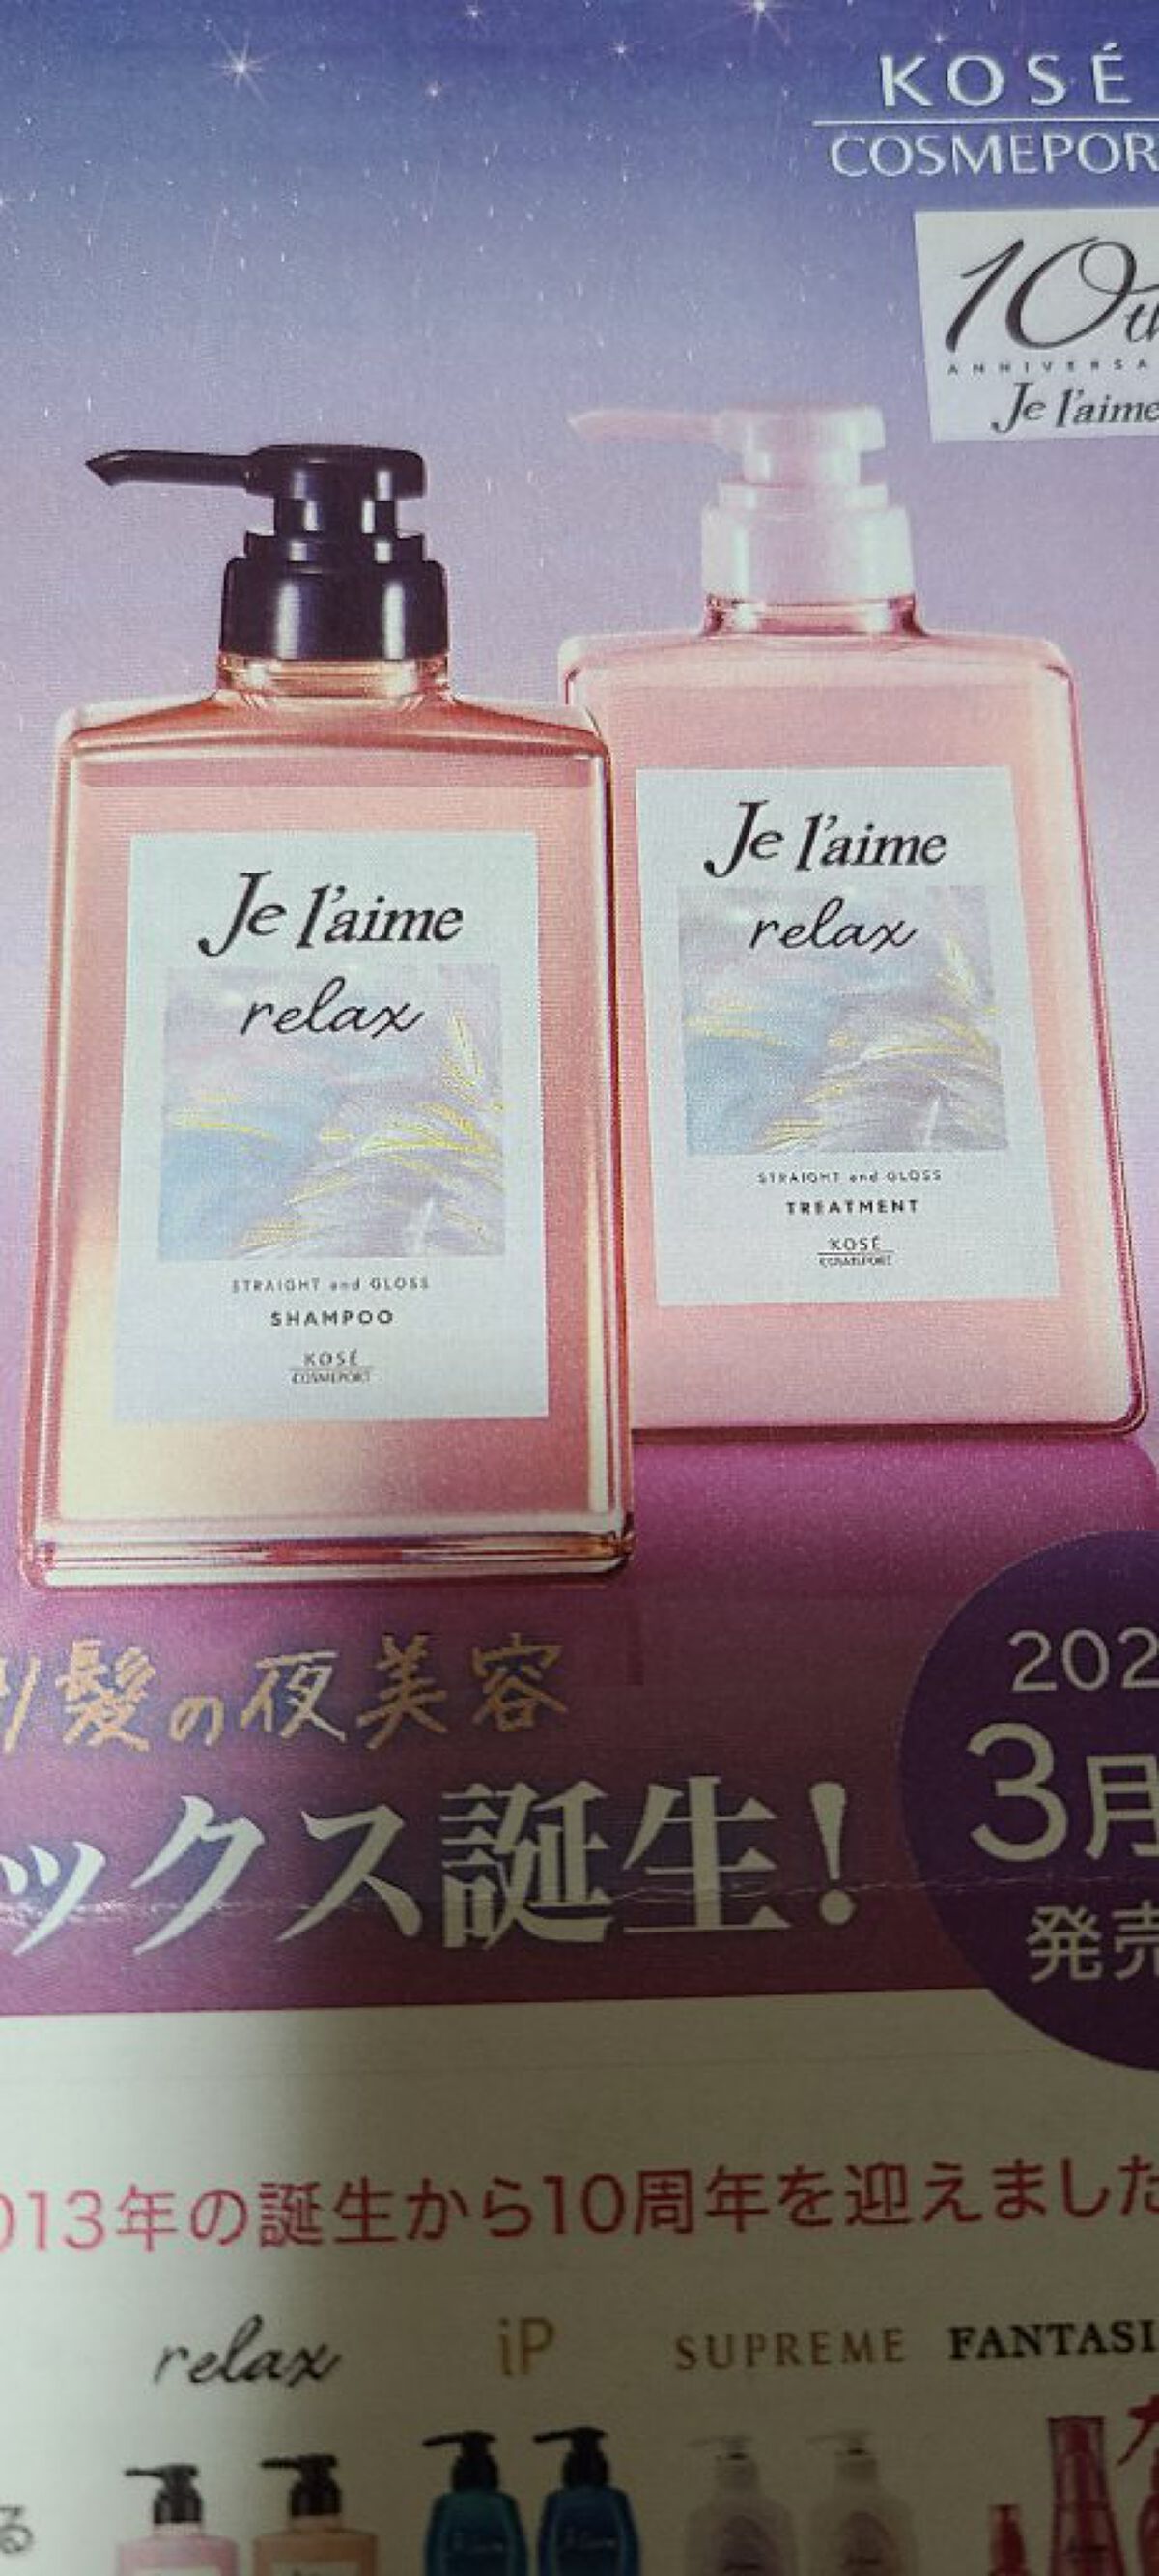 KOSÉ
COSMEPOR
10th
ANNIVERSA
Je l'aime
Je l'aime
relax
STRAIGHT and GLOSS
SHAMPOO
KOSÉ
COSMEPORT
Je l'aime
relax
STRAIGHT and GLOSS
TREATMENT
KOSÉ
COSMEPORT
髪の夜美容
ックス誕生!
202
3月
発売
013年の誕生から10周年を迎えました
relax
iP
SUPREME
FANTASI
る